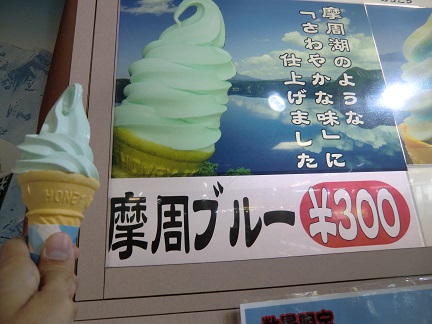 摩周湖のような
「さわやかな味」に
仕上げました
摩周ブルー ¥300
HONEY